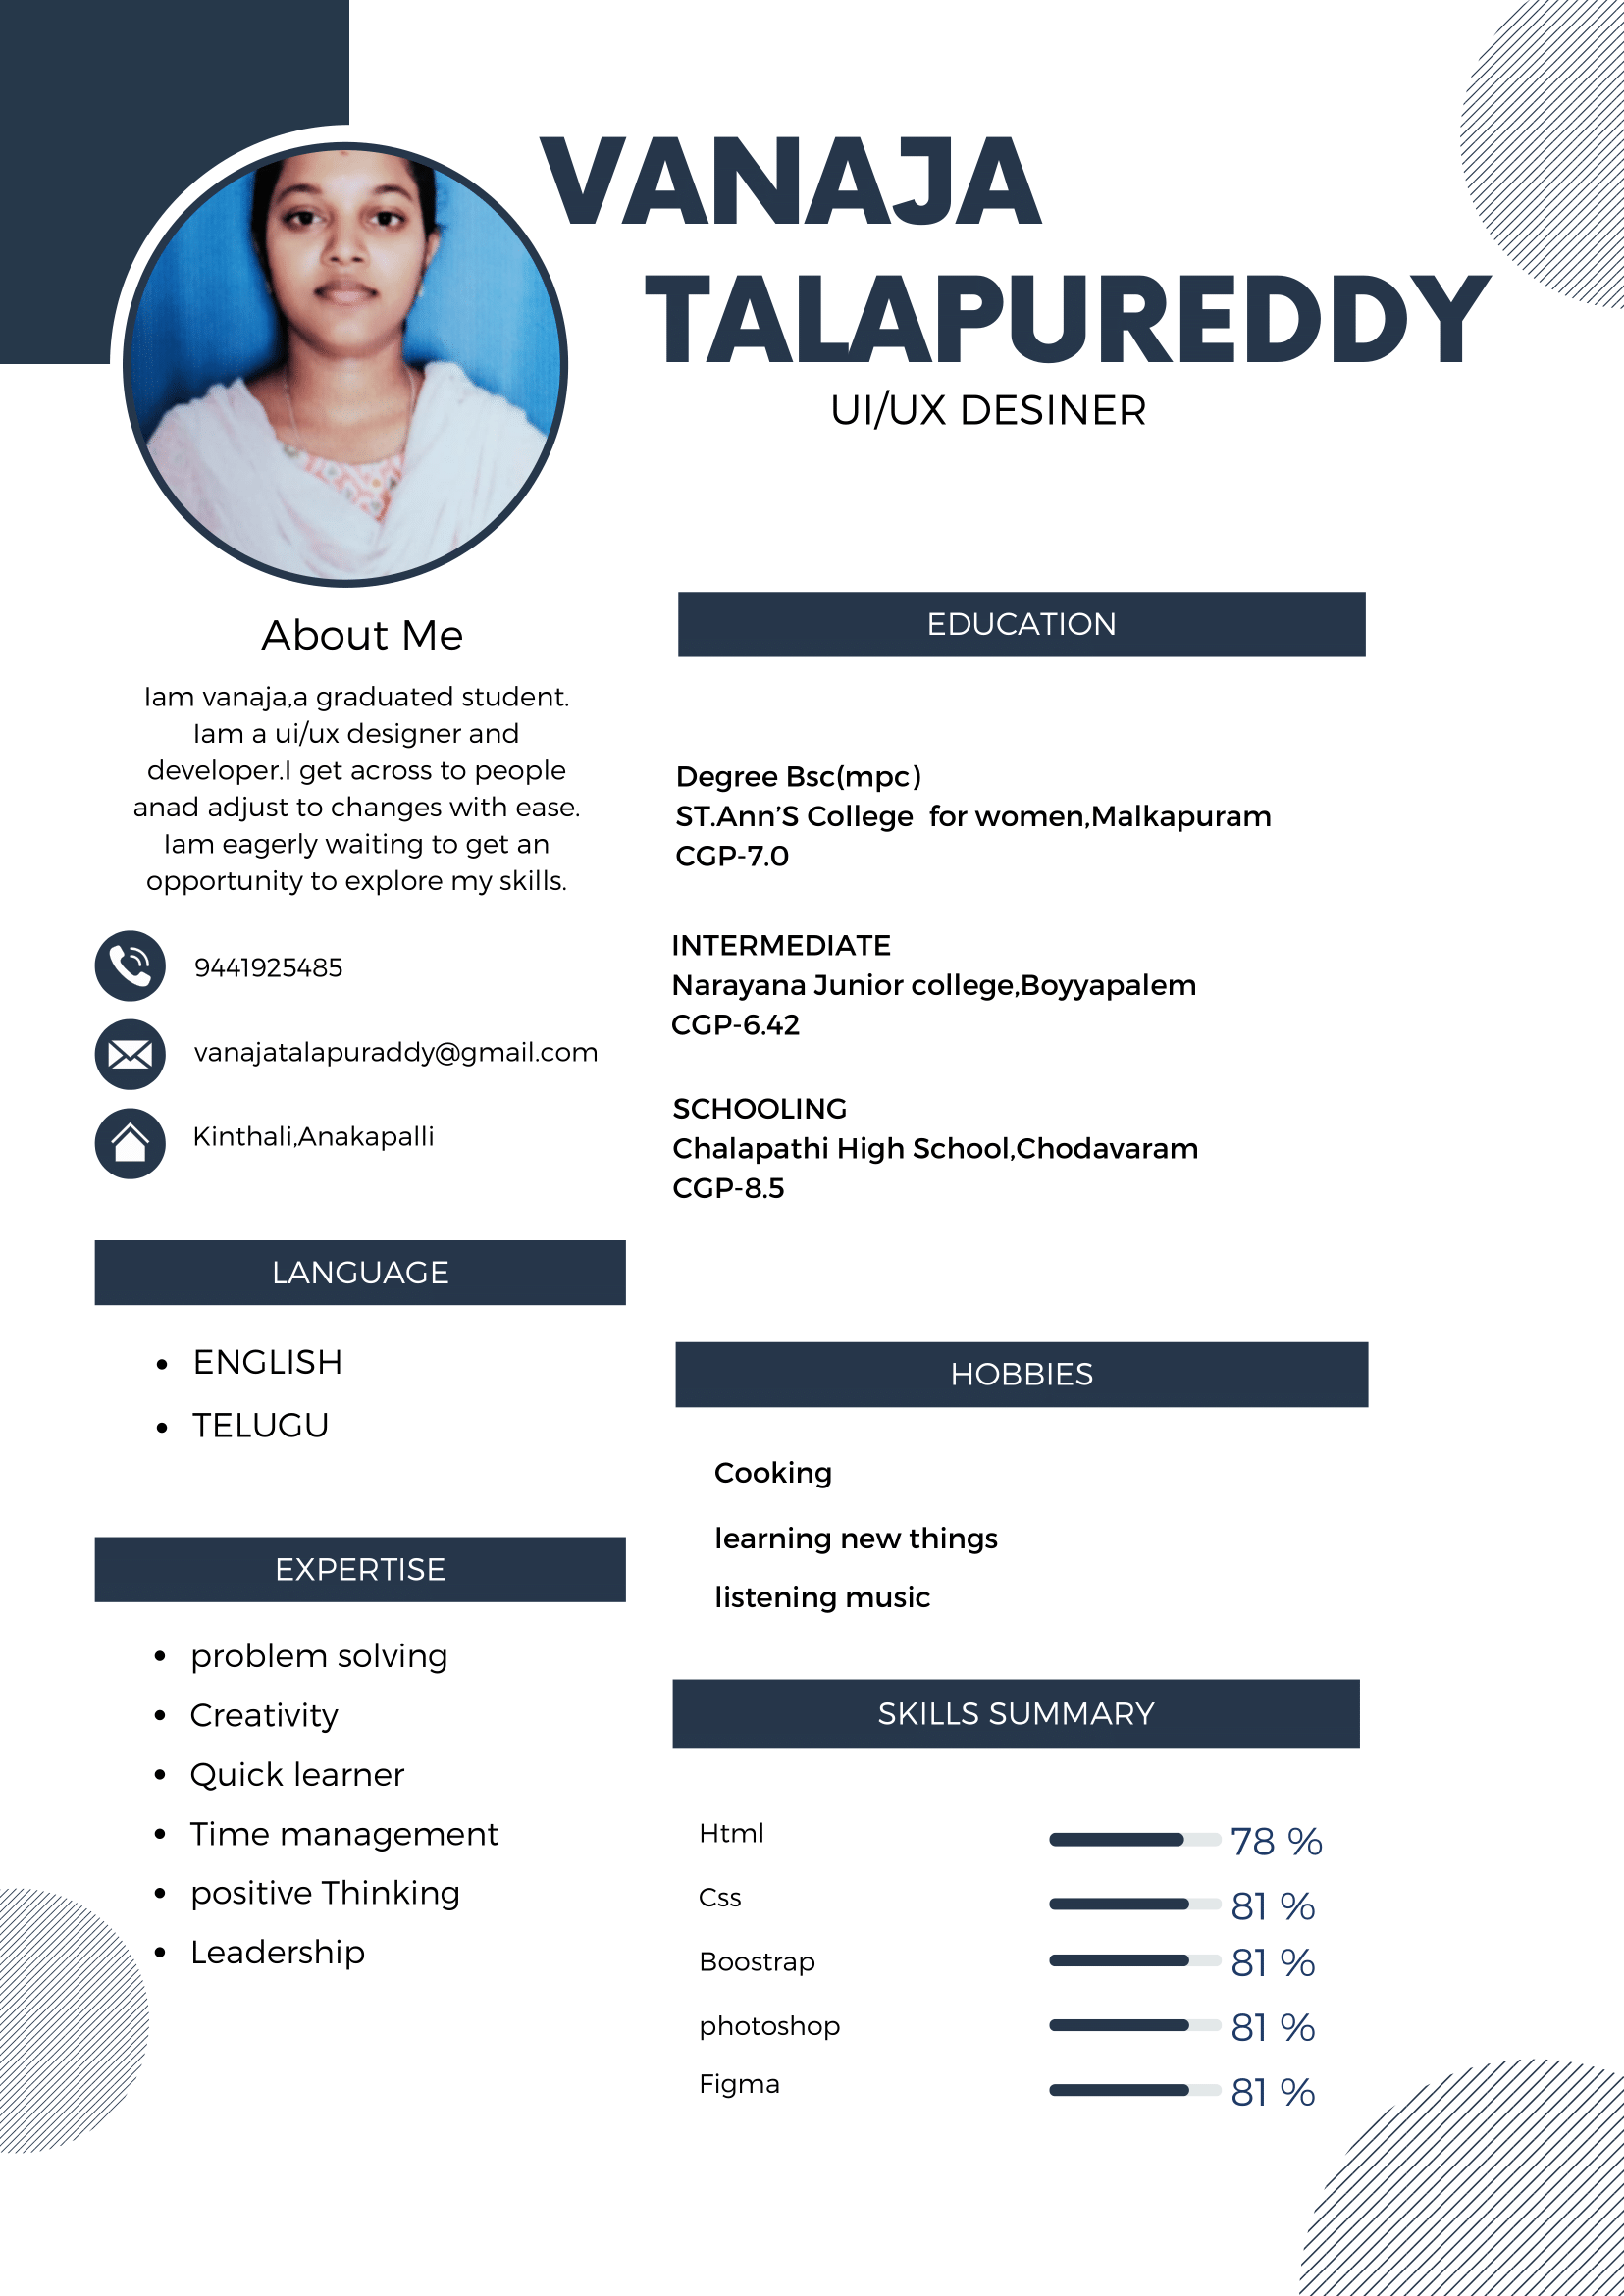 VANAJA
TALAPUREDDY
UI/UX DESINER
About Me
Iam vanaja,a graduated student.
Iam a ui/ux designer and
developer.I get across to people
anad adjust to changes with ease.
Iam eagerly waiting to get an
opportunity to explore my skills.
9441925485
vanajatalapuraddy@gmail.com
Kinthali,Anakapalli
LANGUAGE
• ENGLISH
• TELUGU
EXPERTISE
• problem solving
• Creativity
• Quick learner
• Time management
• positive Thinking
• Leadership
EDUCATION
Degree Bsc(mpc)
ST.Ann’S College for women,Malkapuram
CGP-7.0
INTERMEDIATE
Narayana Junior college,Boyyapalem
CGP-6.42
SCHOOLING
Chalapathi High School,Chodavaram
CGP-8.5
HOBBIES
Cooking
learning new things
listening music
SKILLS SUMMARY
Html 78 %
Css 81 %
Boostrap 81 %
photoshop 81 %
Figma 81 %